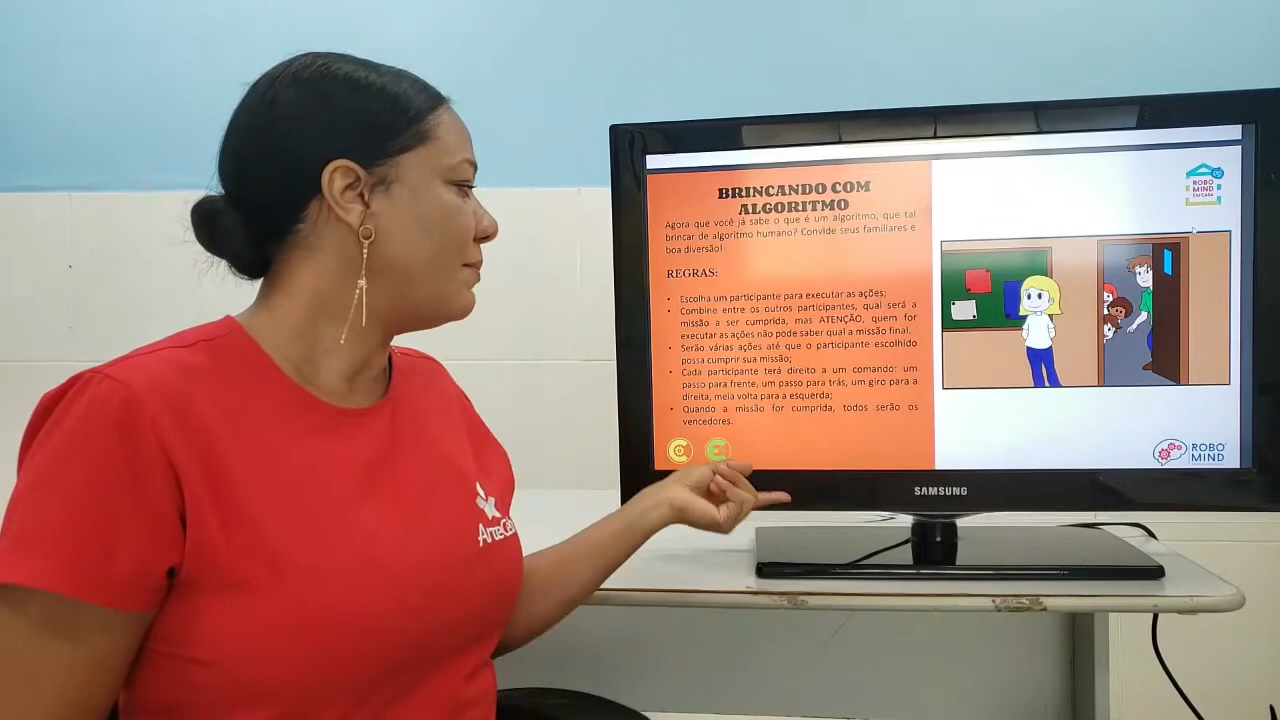 BRINCANDO COM
ALGORITMO
Agora que você já sabe o que é um algoritmo, que tal
brincar de algoritmo humano? Convide seus familiares e
boa diversão!
REGRAS:
• Escolha um participante para executar as ações;
• Combine entre os outros participantes, qual será a
missão a ser cumprida, mas ATENÇÃO, quem for
executar as ações não pode saber qual a missão final.
• Serão várias ações até que o participante escolhido
possa cumprir sua missão;
• Cada participante terá direito a um comando: um
passo para frente, um passo para trás, um giro para a
direita, meia volta para a esquerda;
• Quando a missão for cumprida, todos serão os
vencedores.
ROBO
MIND
EM CASA
ROBO
MIND
SAMSUNG